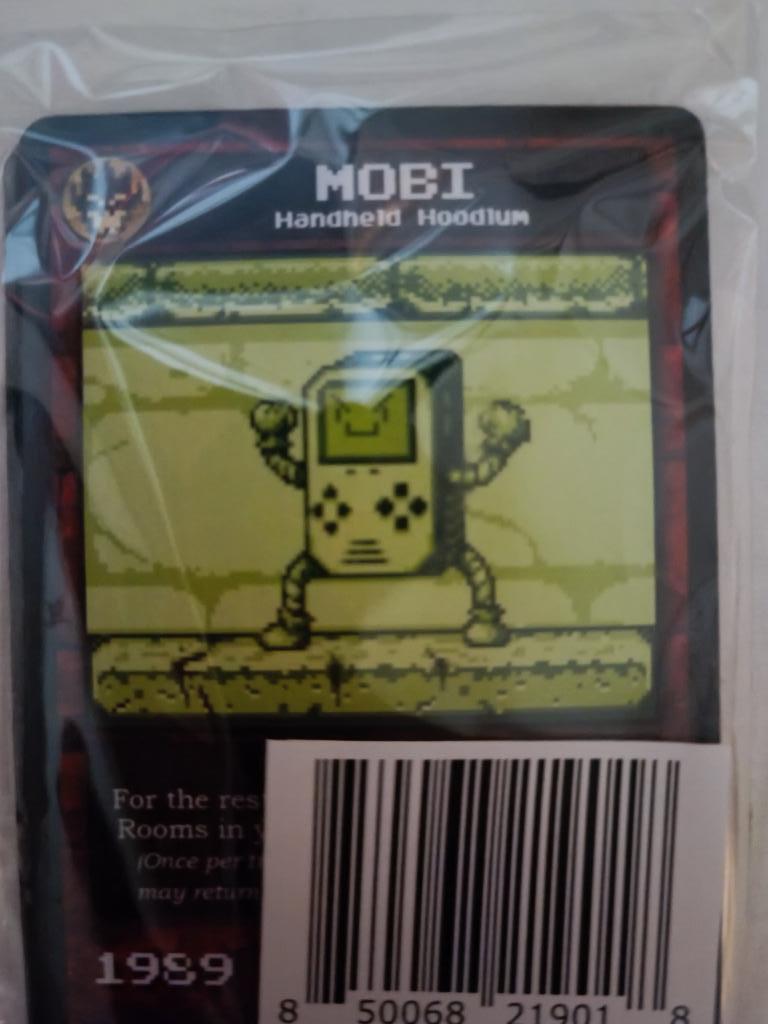 MOBI
Handheld Hoodlum
For the res
Rooms in
(Once per t
may return
1989
8 50068 21901 8